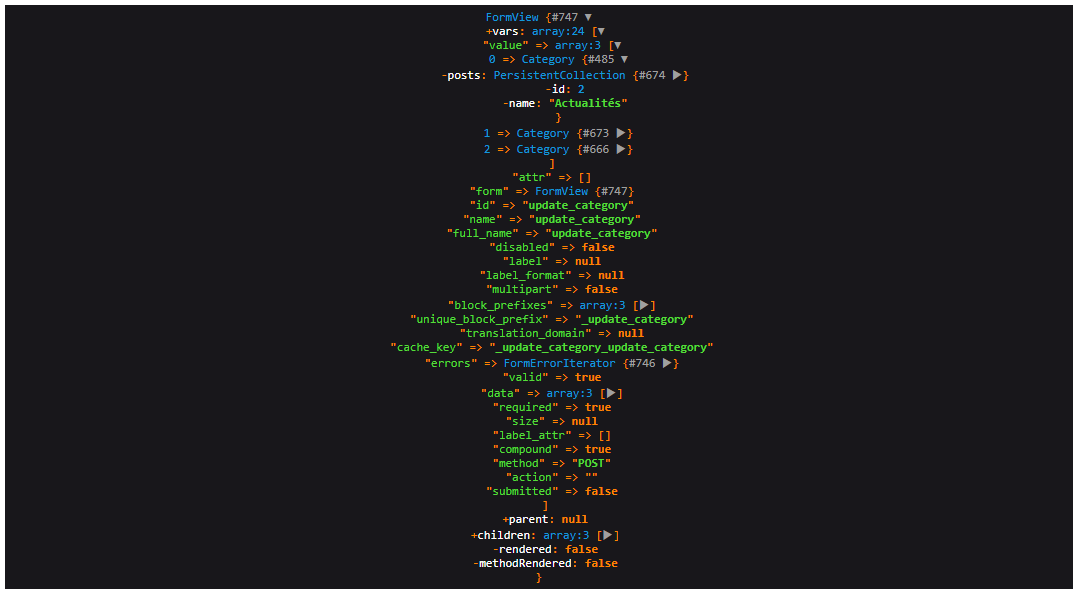 FormView {#747 ▼
+vars: array:24 [▼
"value" => array:3 [▼
0 => Category {#485 ▼
-posts: PersistentCollection {#674 ▶}
-id: 2
-name: "Actualités"
}
1 => Category {#673 ▶}
2 => Category {#666 ▶}
]
"attr" => []
"form" => FormView {#747}
"id" => "update_category"
"name" => "update_category"
"full_name" => "update_category"
"disabled" => false
"label" => null
"label_format" => null
"multipart" => false
"block_prefixes" => array:3 [▶]
"unique_block_prefix" => "_update_category"
"translation_domain" => null
"cache_key" => "_update_category_update_category"
"errors" => FormErrorIterator {#746 ▶}
"valid" => true
"data" => array:3 [▶]
"required" => true
"size" => null
"label_attr" => []
"compound" => true
"method" => "POST"
"action" => ""
"submitted" => false
]
+parent: null
+children: array:3 [▶]
-rendered: false
-methodRendered: false
}